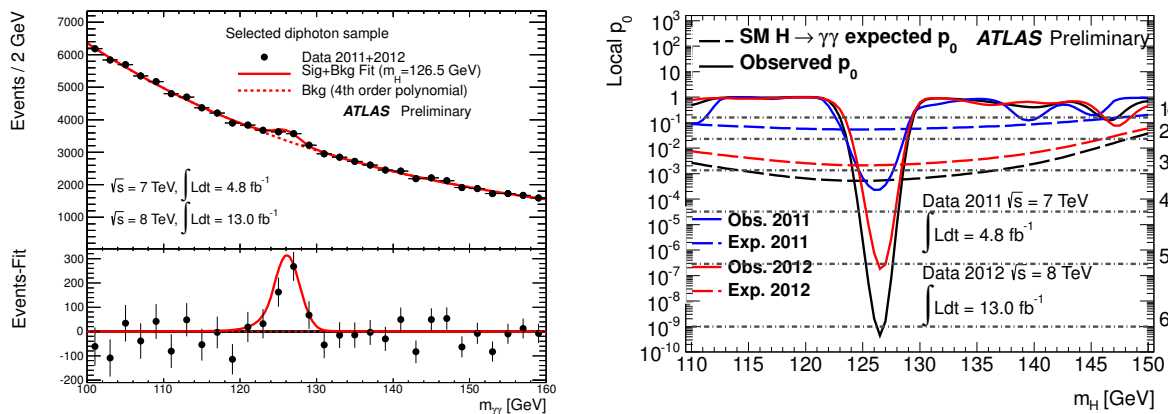 Selected diphoton sample
Data 2011+2012
Sig+Bkg Fit (m_H=126.5 GeV)
Bkg (4th order polynomial)
ATLAS Preliminary
√s = 7 TeV, ∫Ldt = 4.8 fb⁻¹
√s = 8 TeV, ∫Ldt = 13.0 fb⁻¹
Events / 2 GeV
7000
6000
5000
4000
3000
2000
1000
Events-Fit
300
200
100
0
-100
-200
100 110 120 130 140 150 160
m_γγ [GeV]
Local p₀
SM H → γγ expected p₀
ATLAS Preliminary
Observed p₀
10³
10²
10
1
10⁻¹
10⁻²
10⁻³
10⁻⁴
10⁻⁵
10⁻⁶
10⁻⁷
10⁻⁸
10⁻⁹
10⁻¹⁰
2
3
4
5
6
Obs. 2011
Exp. 2011
Obs. 2012
Exp. 2012
Data 2011 √s = 7 TeV
∫Ldt = 4.8 fb⁻¹
Data 2012 √s = 8 TeV
∫Ldt = 13.0 fb⁻¹
110 115 120 125 130 135 140 145 150
m_H [GeV]